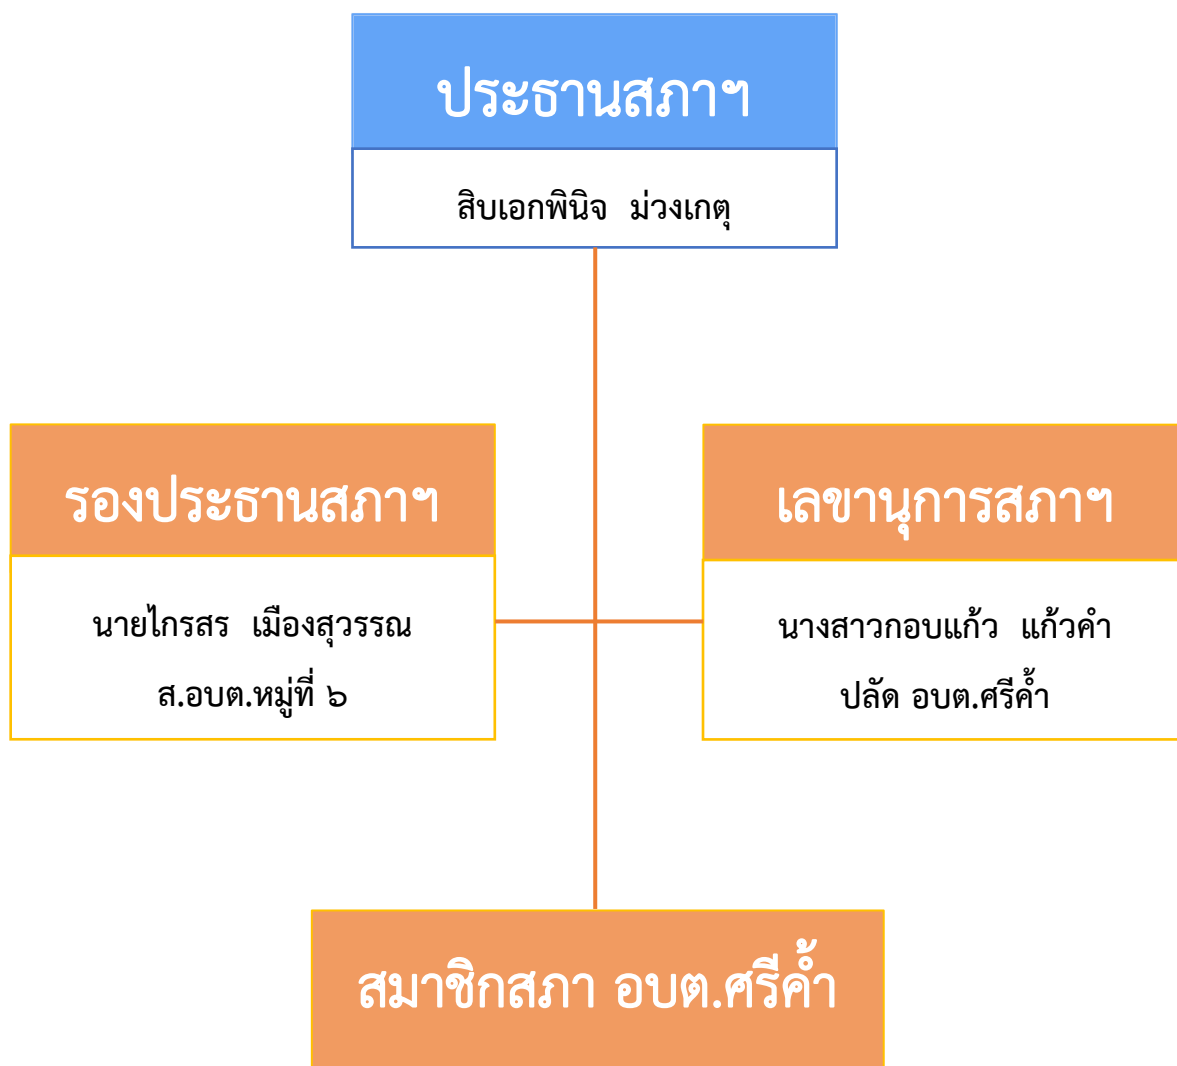 ประธานสภาฯ
สิบเอกพินิจ ม่วงเกตุ
รองประธานสภาฯ
นายไกรสร เมืองสุวรรณ
ส.อบต.หมู่ที่ ๖
เลขานุการสภาฯ
นางสาวกอบแก้ว แก้วคำ
ปลัด อบต.ศรีค้ำ
สมาชิกสภา อบต.ศรีค้ำ